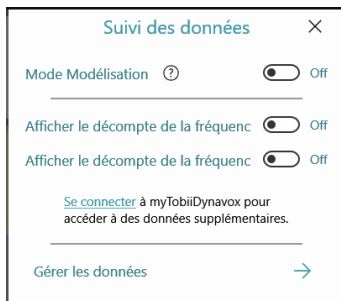 Suivi des données
Mode Modélisation ? Off
Afficher le décompte de la fréquenc Off
Afficher le décompte de la fréquenc Off
Se connecter à myTobiiDynavox pour
accéder à des données supplémentaires.
Gérer les données